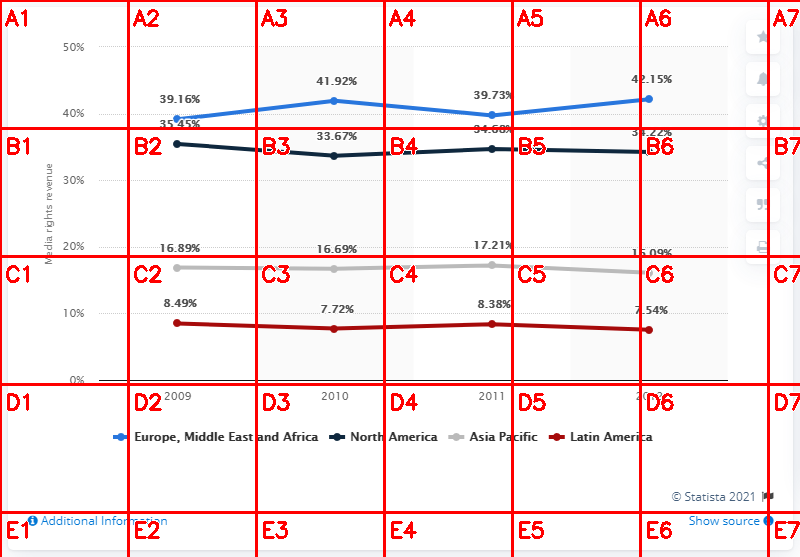 A1 A2 A3 A4 A5 A6 A7
50%
42.15%
41.92%
39.16% 39.73%
40%
35.45% 34.68% 34.22%
33.67%
B1 B2 B3 B4 B5 B6 B7
30%
Media rights revenue
20%
16.89% 16.69% 17.21% 16.09%
C1 C2 C3 C4 C5 C6 C7
8.49% 7.72% 8.38% 7.54%
10%
0%
2009 2010 2011 2012
D1 D2 D3 D4 D5 D6 D7
Europe, Middle East and Africa North America Asia Pacific Latin America
© Statista 2021
Additional Information Show source
E1 E2 E3 E4 E5 E6 E7